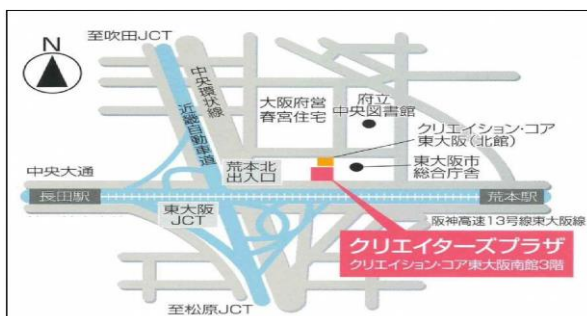 至吹田JCT
N
中央環状線
近畿自動車道
大阪府営
春宮住宅
府立
中央図書館
クリエイション・コア
東大阪(北館)
中央大通
荒本北
出入口
東大阪市
総合庁舎
長田駅
荒本駅
東大阪
JCT
阪神高速13号線東大阪線
クリエイターズプラザ
クリエイション・コア東大阪南館3階
至松原JCT